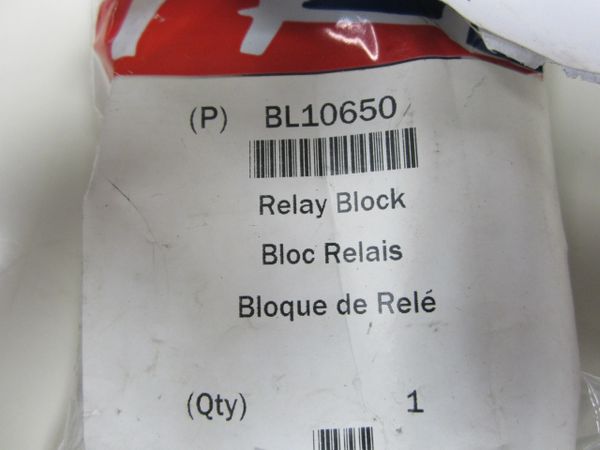 (P) BL10650
Relay Block
Bloc Relais
Bloque de Relé
(Qty) 1